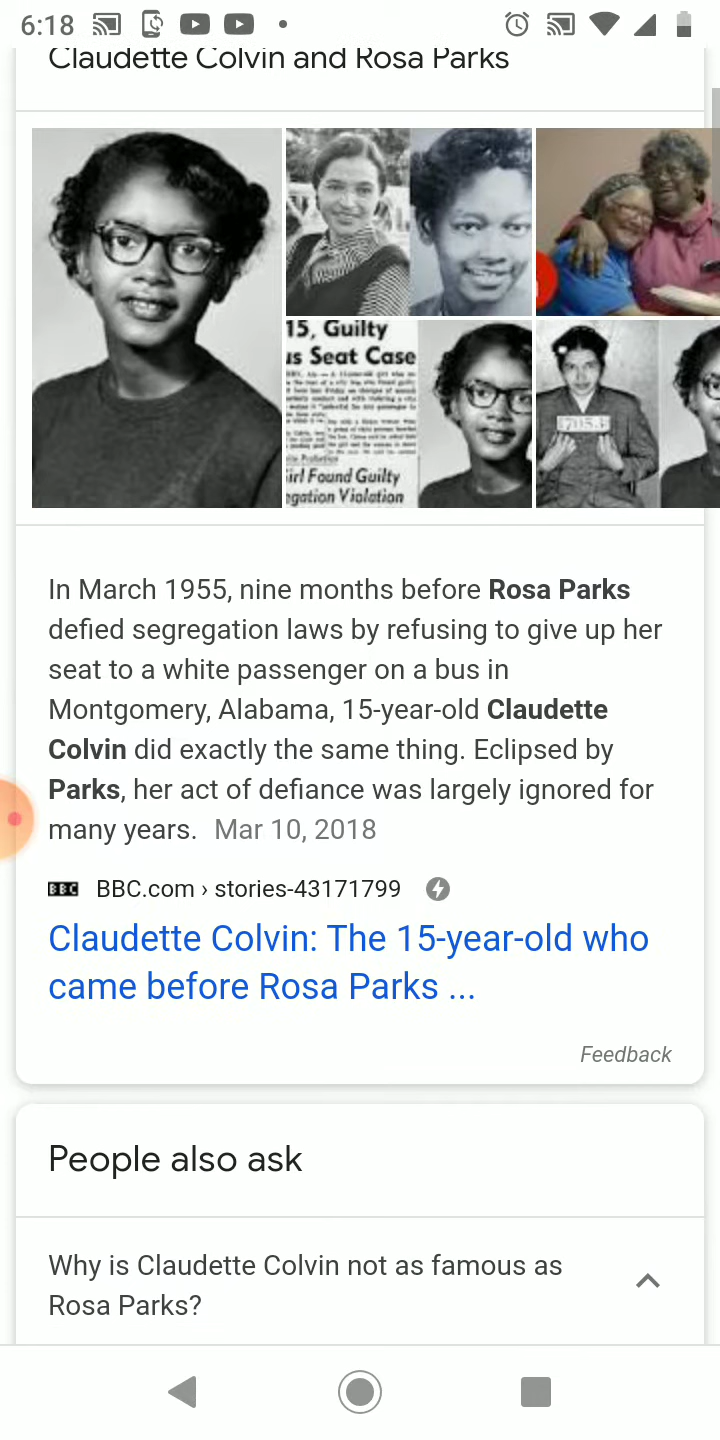 6:18
Claudette Colvin and Rosa Parks
15, Guilty
us Seat Case
irl Found Guilty
egation Violation
In March 1955, nine months before Rosa Parks
defied segregation laws by refusing to give up her
seat to a white passenger on a bus in
Montgomery, Alabama, 15-year-old Claudette
Colvin did exactly the same thing. Eclipsed by
Parks, her act of defiance was largely ignored for
many years. Mar 10, 2018
BBC BBC.com › stories-43171799
Claudette Colvin: The 15-year-old who
came before Rosa Parks ...
Feedback
People also ask
Why is Claudette Colvin not as famous as
Rosa Parks?